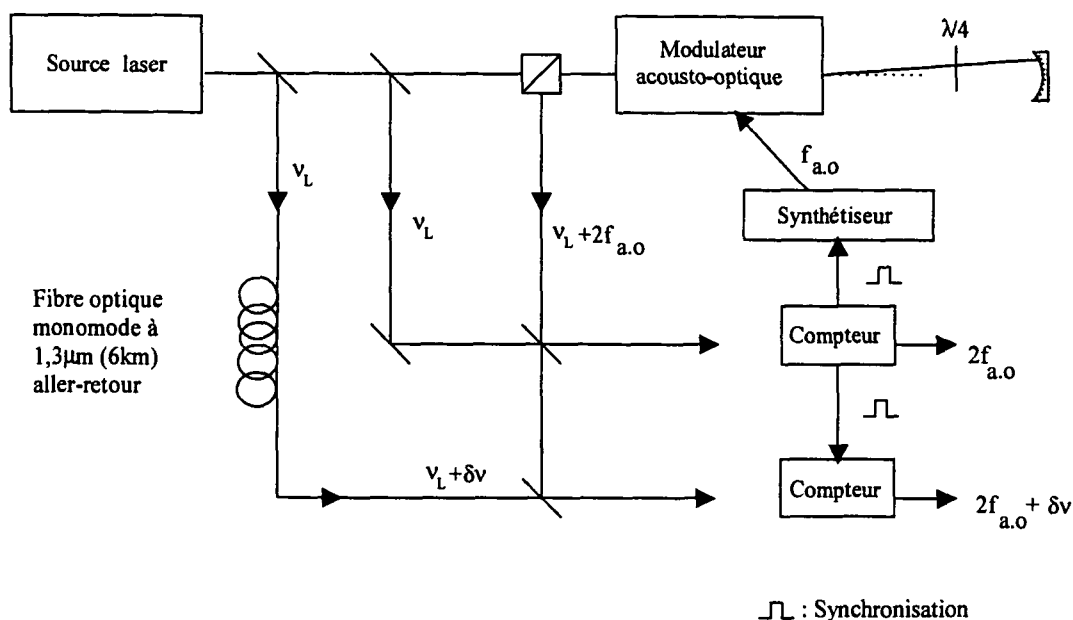 Source laser
Modulateur
acousto-optique
λ/4
ν_L
ν_L
ν_L + 2f_a.o
f_a.o
Synthétiseur
Fibre optique
monomode à
1,3μm (6km)
aller-retour
Compteur
2f_a.o
ν_L + δν
Compteur
2f_a.o + δν
: Synchronisation